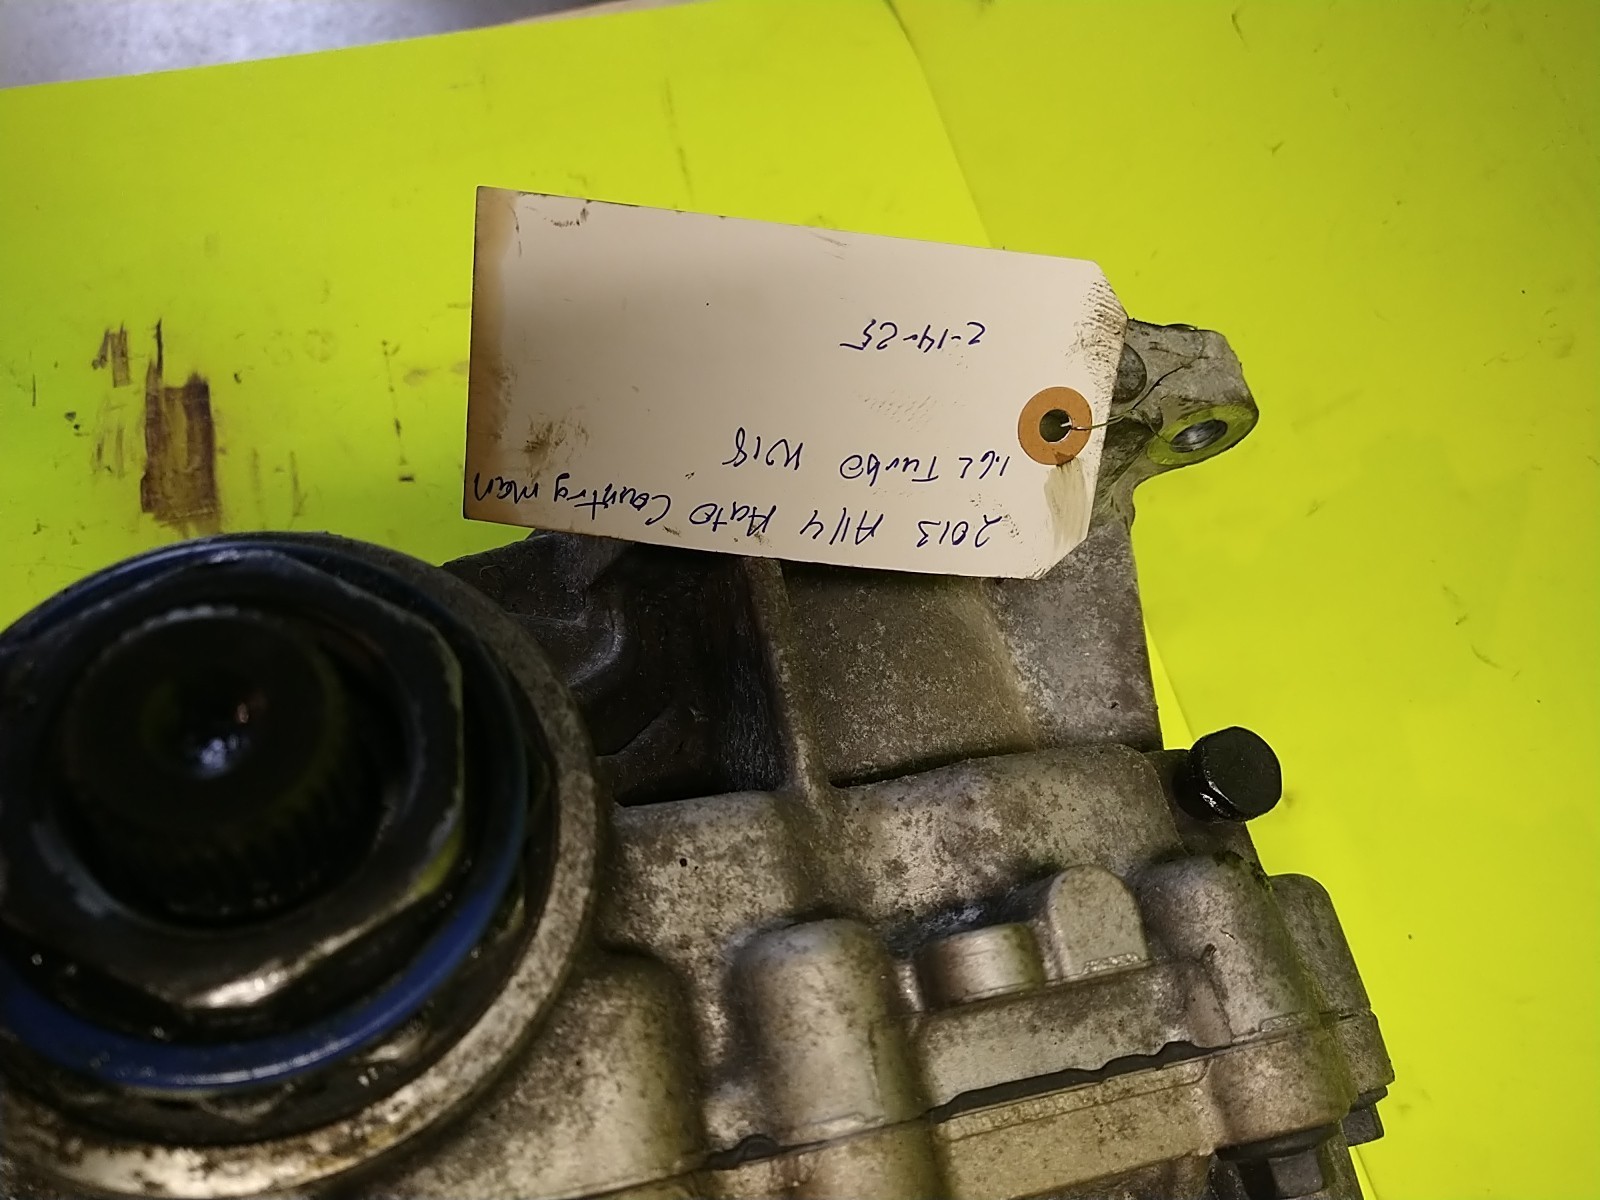 2013 All4 Auto Countryman
1.6L Turbo N18
2-14-25